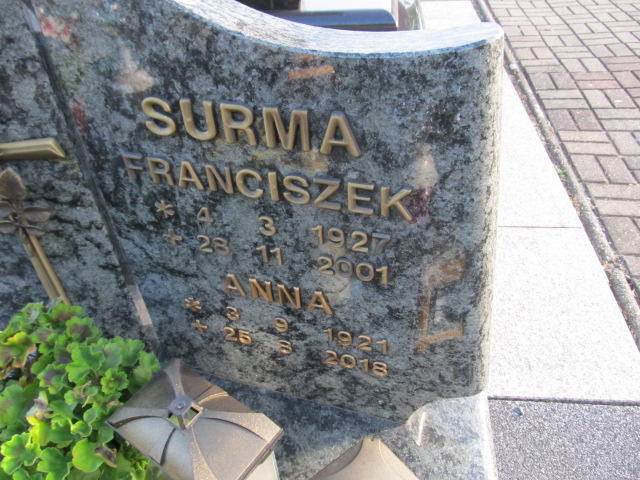 SURMA
FRANCISZEK
* 4 3 1927
+ 28 11 2001
ANNA
* 3 9 1921
+ 25 8 2018